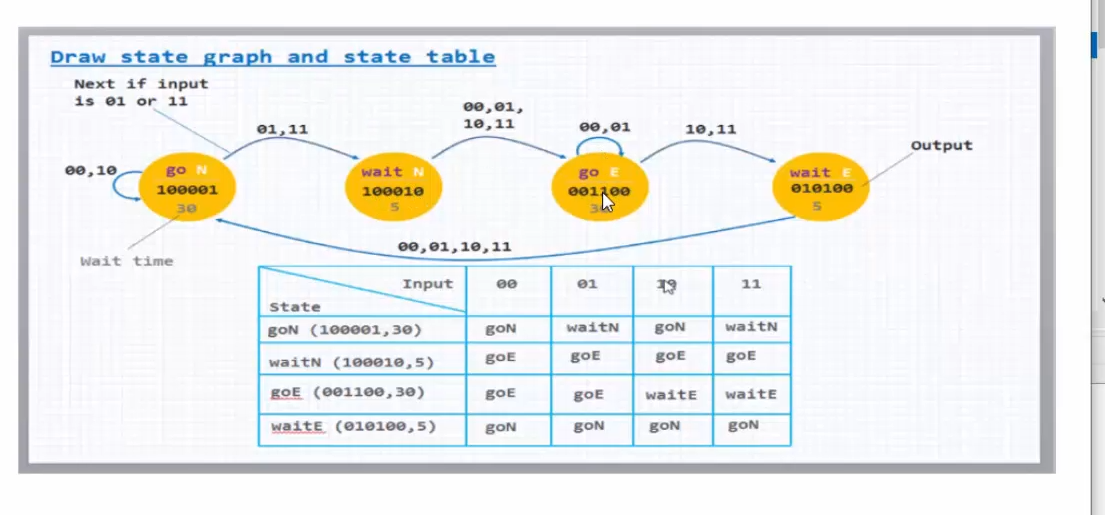 Draw state graph and state table
Next if input
is 01 or 11
00,01,
10,11
01,11
00,01
10,11
Output
00,10
go N
100001
30
wait N
100010
5
go E
001100
wait E
010100
5
Wait time
00,01,10,11
Input
State
00
01
11
goN (100001,30)
goN
waitN
goN
waitN
waitN (100010,5)
goE
goE
goE
goE
goE (001100,30)
goE
goE
waitE
waitE
waitE (010100,5)
goN
goN
goN
goN